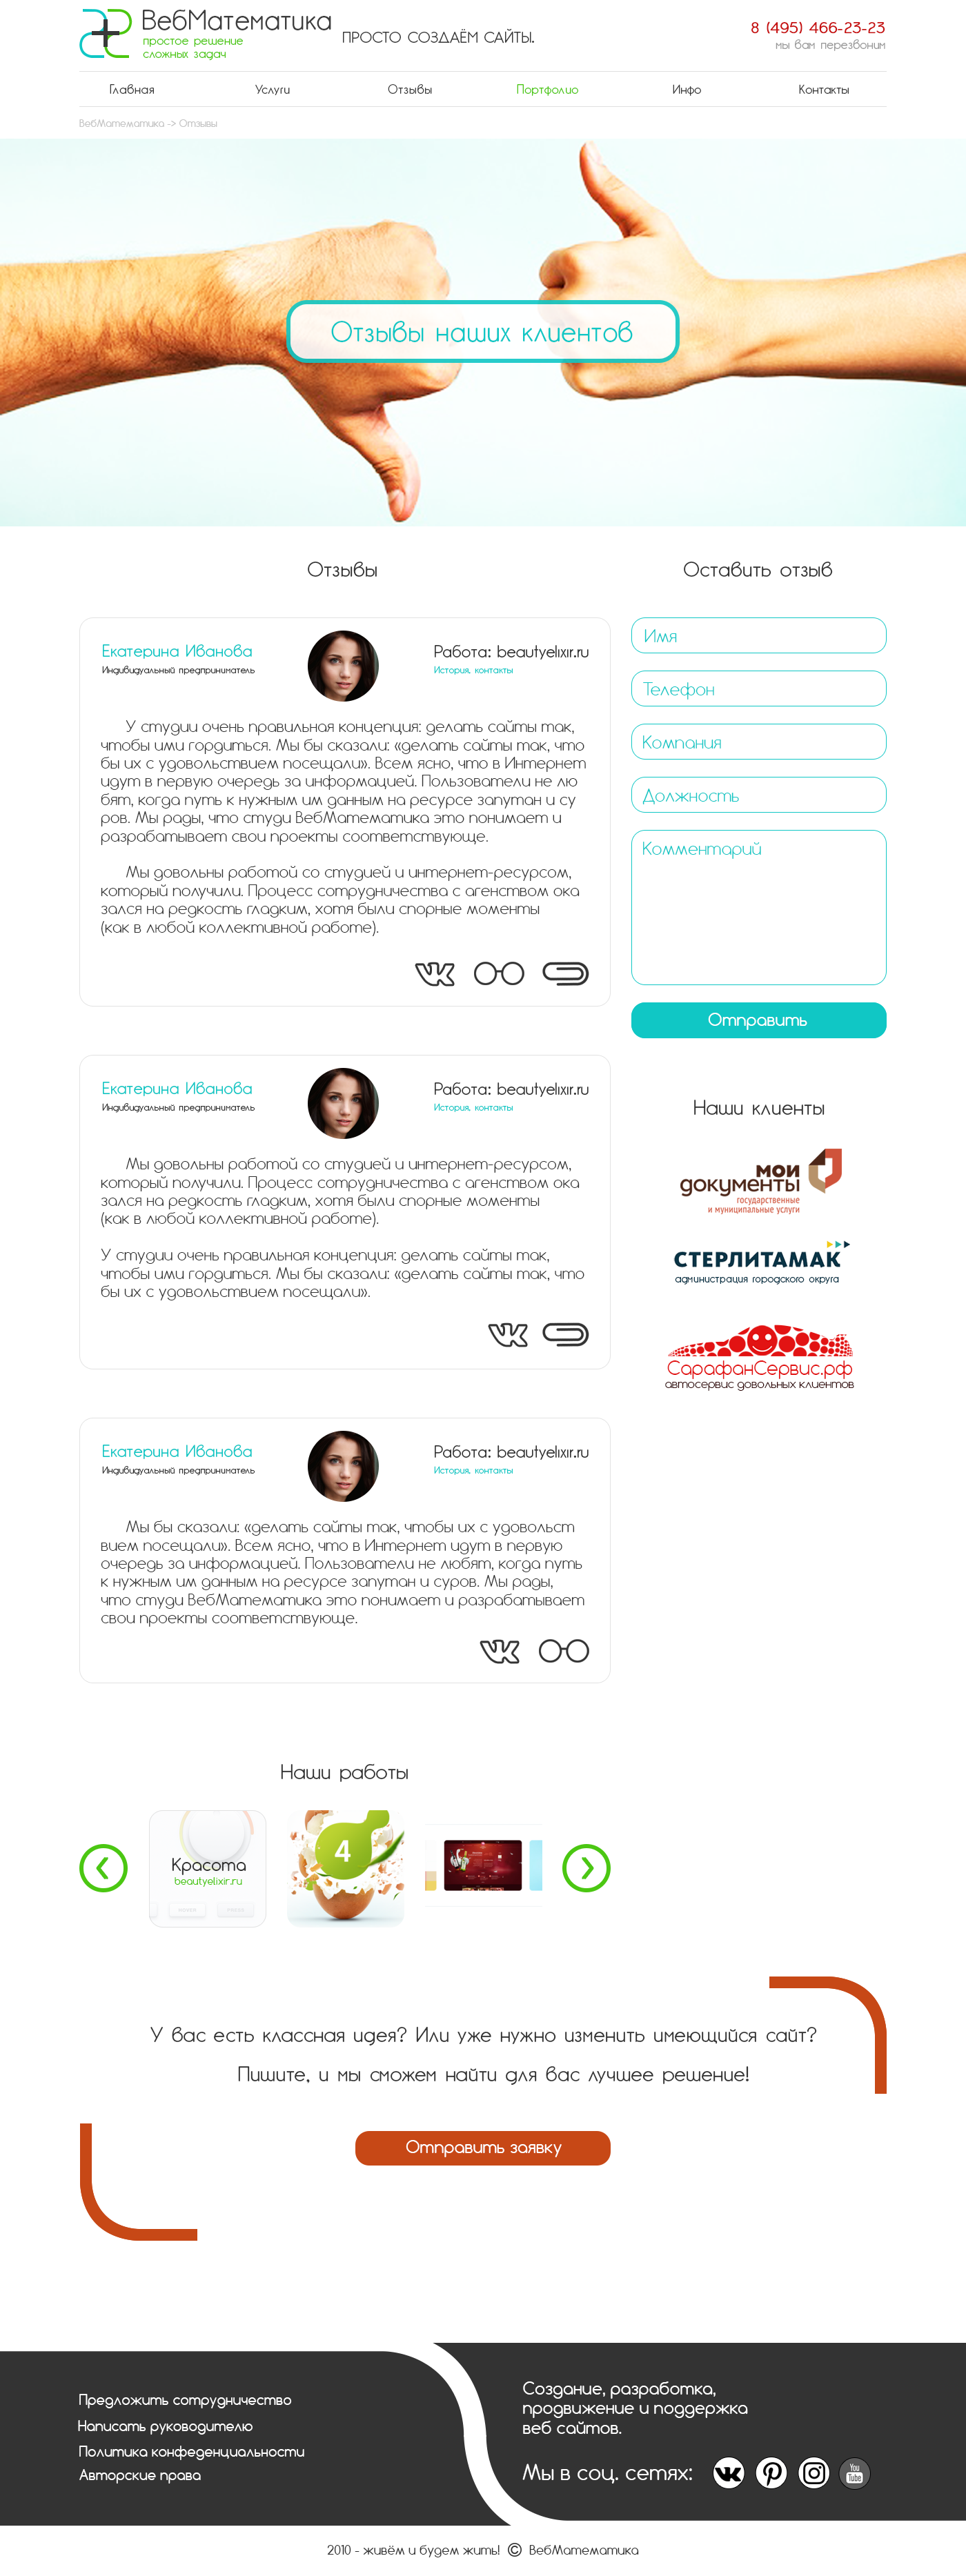 ВебМатематика
простое решение
сложных задач
ПРОСТО СОЗДАЁМ САЙТЫ.
8 (495) 466-23-23
мы вам перезвоним
Главная Услуги Отзывы Портфолио Инфо Контакты
ВебМатематика -> Отзывы
Отзывы наших клиентов
Отзывы
Екатерина Иванова
Индивидуальный предприниматель
Работа: beautyelixir.ru
История, контакты
У студии очень правильная концепция: делать сайты так,
чтобы ими гордиться. Мы бы сказали: «делать сайты так, что
бы их с удовольствием посещали». Всем ясно, что в Интернет
идут в первую очередь за информацией. Пользователи не лю
бят, когда путь к нужным им данным на ресурсе запутан и су
ров. Мы рады, что студи ВебМатематика это понимает и
разрабатывает свои проекты соответствующе.
Мы довольны работой со студией и интернет-ресурсом,
который получили. Процесс сотрудничества с агенством ока
зался на редкость гладким, хотя были спорные моменты
(как в любой коллективной работе).
Екатерина Иванова
Индивидуальный предприниматель
Работа: beautyelixir.ru
История, контакты
Мы довольны работой со студией и интернет-ресурсом,
который получили. Процесс сотрудничества с агенством ока
зался на редкость гладким, хотя были спорные моменты
(как в любой коллективной работе).
У студии очень правильная концепция: делать сайты так,
чтобы ими гордиться. Мы бы сказали: «делать сайты так, что
бы их с удовольствием посещали».
Екатерина Иванова
Индивидуальный предприниматель
Работа: beautyelixir.ru
История, контакты
Мы бы сказали: «делать сайты так, чтобы их с удовольст
вием посещали». Всем ясно, что в Интернет идут в первую
очередь за информацией. Пользователи не любят, когда путь
к нужным им данным на ресурсе запутан и суров. Мы рады,
что студи ВебМатематика это понимает и разрабатывает
свои проекты соответствующе.
Оставить отзыв
Имя
Телефон
Компания
Должность
Комментарий
Отправить
Наши клиенты
мои
документы
государственные
и муниципальные услуги
СТЕРЛИТАМАК
администрация городского округа
СарафанСервис.рф
автосервис довольных клиентов
Наши работы
Красота
beautyelixir.ru
4
У вас есть классная идея? Или уже нужно изменить имеющийся сайт?
Пишите, и мы сможем найти для вас лучшее решение!
Отправить заявку
Предложить сотрудничество
Написать руководителю
Политика конфеденциальности
Авторские права
Создание, разработка,
продвижение и поддержка
веб сайтов.
Мы в соц. сетях:
You
Tube
2010 - живём и будем жить! © ВебМатематика